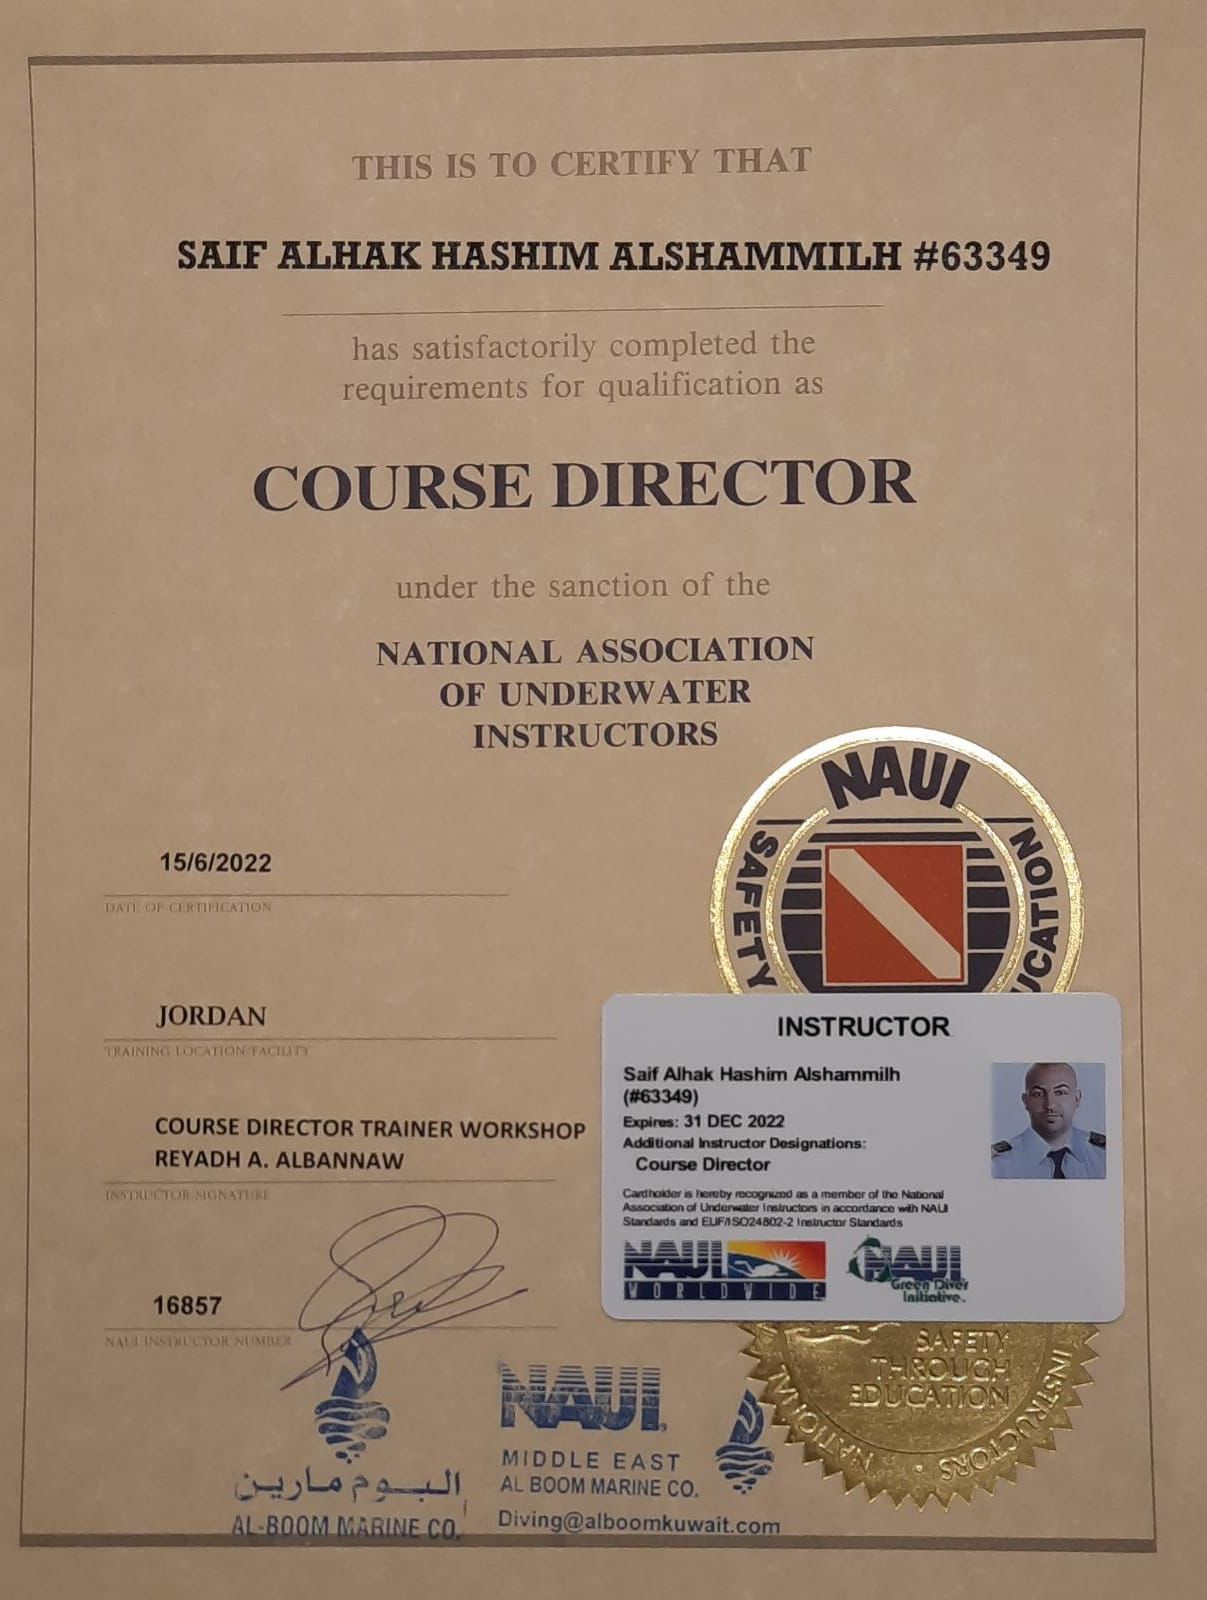 THIS IS TO CERTIFY THAT
SAIF ALHAK HASHIM ALSHAMMILH #63349
has satisfactorily completed the
requirements for qualification as
COURSE DIRECTOR
under the sanction of the
NATIONAL ASSOCIATION
OF UNDERWATER
INSTRUCTORS
NAUI
SAFETY
UCATION
15/6/2022
DATE OF CERTIFICATION
JORDAN
TRAINING LOCATION/FACILITY
COURSE DIRECTOR TRAINER WORKSHOP
REYADH A. ALBANNAW
INSTRUCTOR SIGNATURE
16857
NAUI INSTRUCTOR NUMBER
INSTRUCTOR
Saif Alhak Hashim Alshammilh
(#63349)
Expires: 31 DEC 2022
Additional Instructor Designations:
Course Director
Cardholder is hereby recognized as a member of the National
Association of Underwater Instructors in accordance with NAUI
Standards and EUF/ISO24802-2 Instructor Standards
NAUI
WORLDWIDE
NAUI
Green Diver
Initiative
SAFETY
THROUGH
EDUCATION
NATIONAL
INSTRUCTORS
البوم مارين
AL-BOOM MARINE CO.
NAUI
MIDDLE EAST
AL BOOM MARINE CO.
Diving@alboomkuwait.com